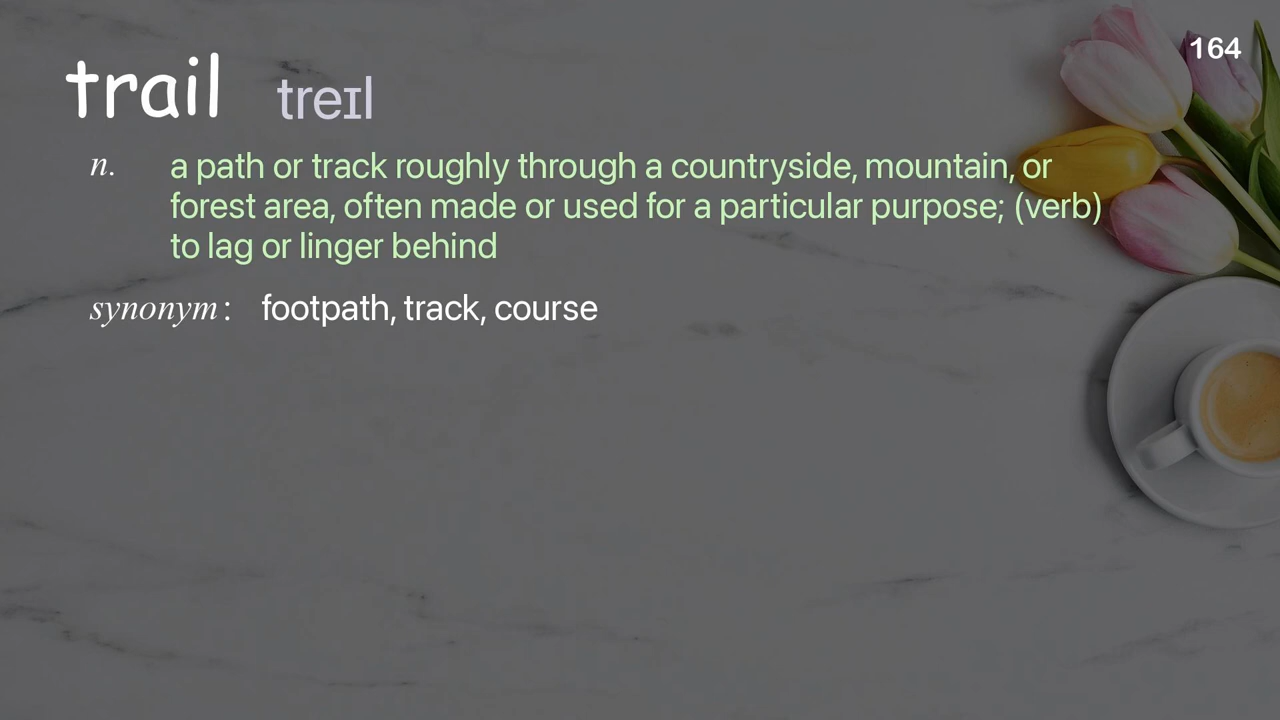 164
trail treɪl
n. a path or track roughly through a countryside, mountain, or
forest area, often made or used for a particular purpose; (verb)
to lag or linger behind
synonym: footpath, track, course